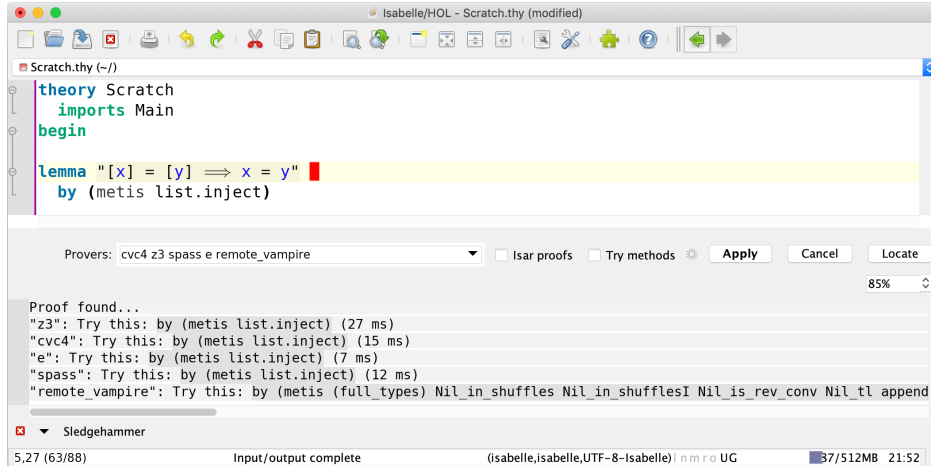 Isabelle/HOL - Scratch.thy (modified)
Scratch.thy (~/)
theory Scratch
imports Main
begin
lemma "[x] = [y] ⟹ x = y"
by (metis list.inject)
Provers: cvc4 z3 spass e remote_vampire Isar proofs Try methods Apply Cancel Locate
85%
Proof found...
"z3": Try this: by (metis list.inject) (27 ms)
"cvc4": Try this: by (metis list.inject) (15 ms)
"e": Try this: by (metis list.inject) (7 ms)
"spass": Try this: by (metis list.inject) (12 ms)
"remote_vampire": Try this: by (metis (full_types) Nil_in_shuffles Nil_in_shufflesI Nil_is_rev_conv Nil_tl append
Sledgehammer
5,27 (63/88) Input/output complete (isabelle,isabelle,UTF-8-Isabelle) l n m r o UG 37/512MB 21:52